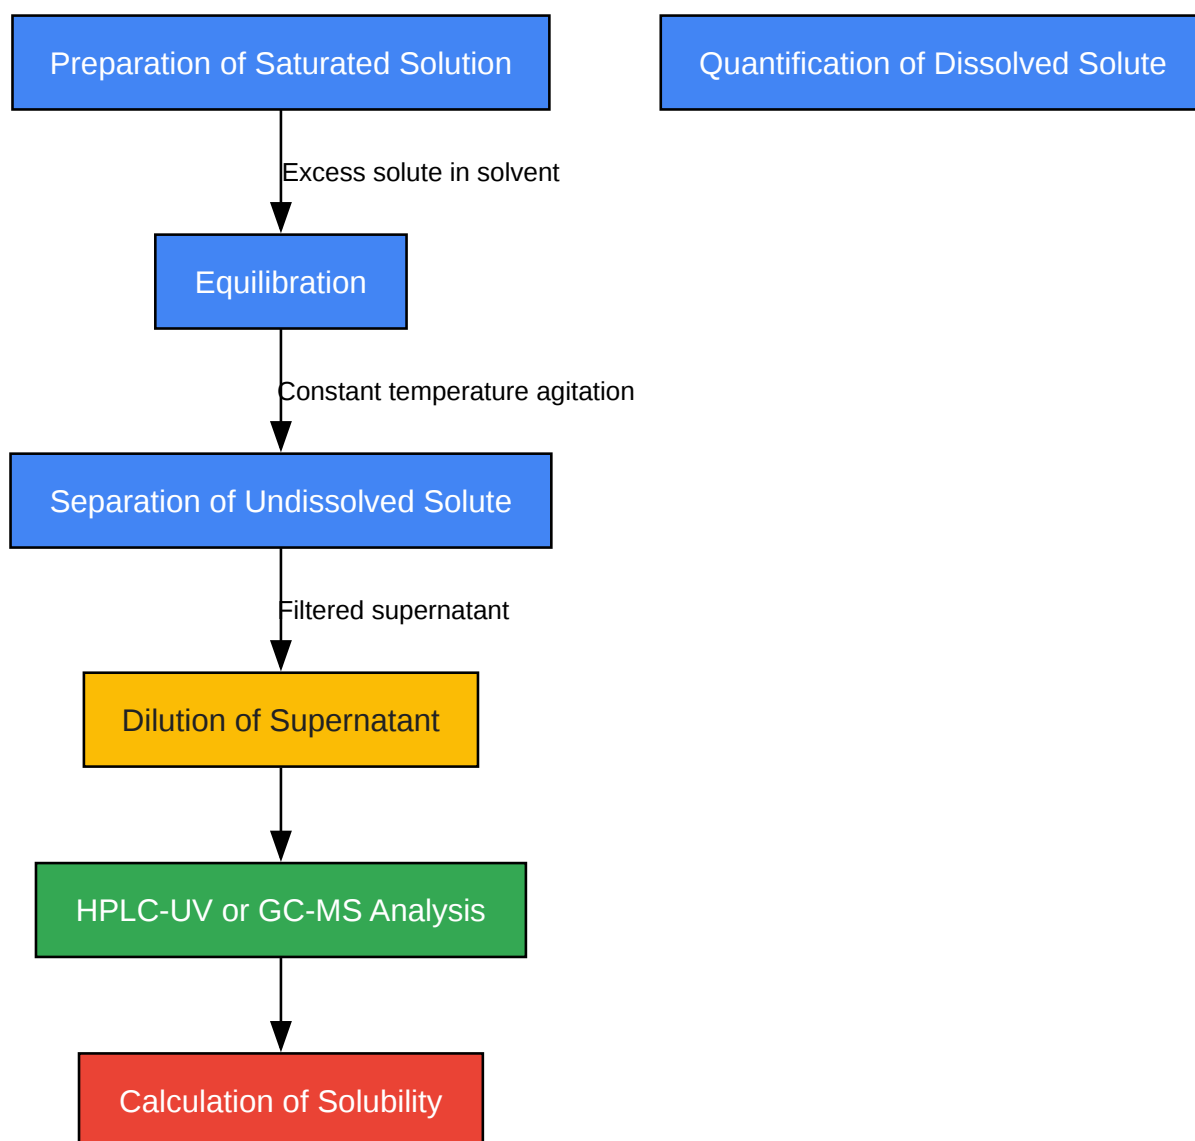 Preparation of Saturated Solution
Quantification of Dissolved Solute
Excess solute in solvent
Equilibration
Constant temperature agitation
Separation of Undissolved Solute
Filtered supernatant
Dilution of Supernatant
HPLC-UV or GC-MS Analysis
Calculation of Solubility